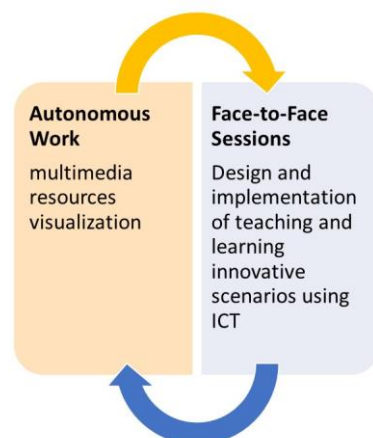 Autonomous
Work
multimedia
resources
visualization
Face-to-Face
Sessions
Design and
implementation
of teaching and
learning
innovative
scenarios using
ICT